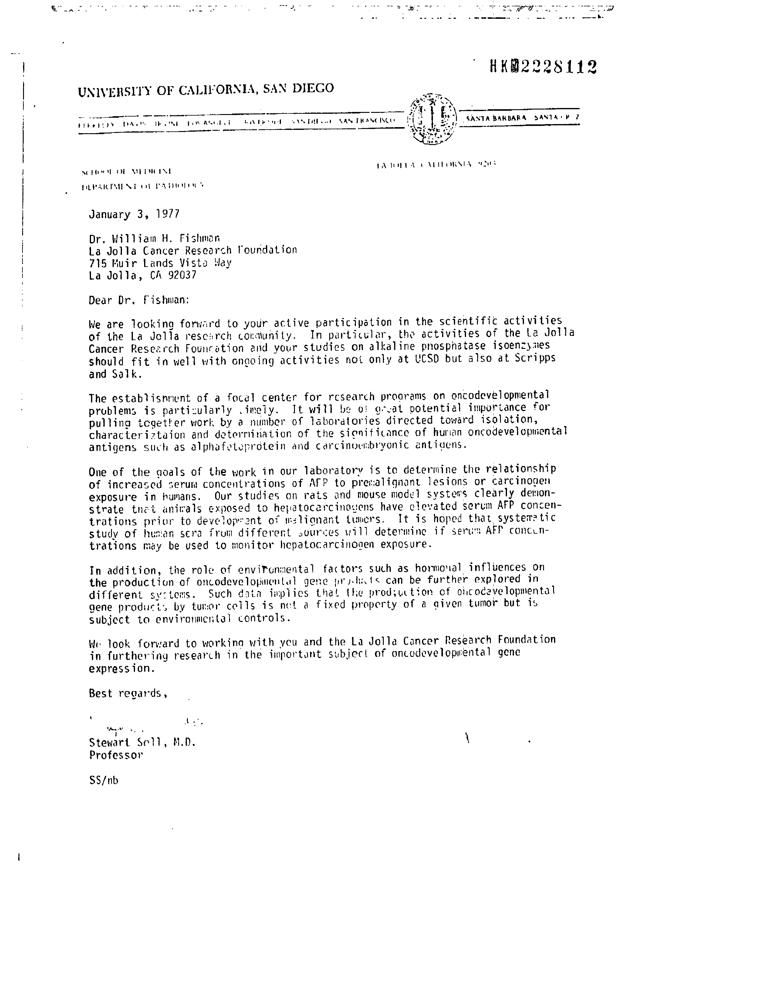 HK02228112
UNIVERSITY OF CALIFORNIA, SAN DIEGO
SAN FRANCISCO
SANTA BARBARA · SANTA
SCHOOL OF MEDICINE
DEPARTMENT OF PATHOLOGY
LA JOLLA, CALIFORNIA
January 3, 1977
Dr. William H. Fishman
La Jolla Cancer Research Foundation
715 Muir Lands Vista Way
La Jolla, CA 92037
Dear Dr. Fishman:
We are looking forward to your active participation in the scientific activities
of the La Jolla research community. In particular, the activities of the La Jolla
Cancer Research Foundation and your studies on alkaline phosphatase isoenzymes
should fit in well with ongoing activities not only at UCSD but also at Scripps
and Salk.
The establishment of a focal center for research programs on oncodevelopmental
problems is particularly timely. It will be of great potential importance for
pulling together work by a number of laboratories directed toward isolation,
characteriztaion and determination of the significance of human oncodevelopmental
antigens such as alphafetoprotein and carcinoembryonic antigens.
One of the goals of the work in our laboratory is to determine the relationship
of increased serum concentrations of AFP to premalignant lesions or carcinogen
exposure in humans. Our studies on rats and mouse model systems clearly demon-
strate that animals exposed to hepatocarcinogens have elevated serum AFP concen-
trations prior to development of malignant tumors. It is hoped that systematic
study of human sera from different sources will determine if serum AFP concen-
trations may be used to monitor hepatocarcinogen exposure.
In addition, the role of environmental factors such as hormonal influences on
the production of oncodevelopmental gene products can be further explored in
different systems. Such data implies that the production of oncodevelopmental
gene products by tumor cells is not a fixed property of a given tumor but is
subject to environmental controls.
We look forward to working with you and the La Jolla Cancer Research Foundation
in furthering research in the important subject of oncodevelopmental gene
expression.
Best regards,
Stewart Sell, M.D.
Professor
SS/nb